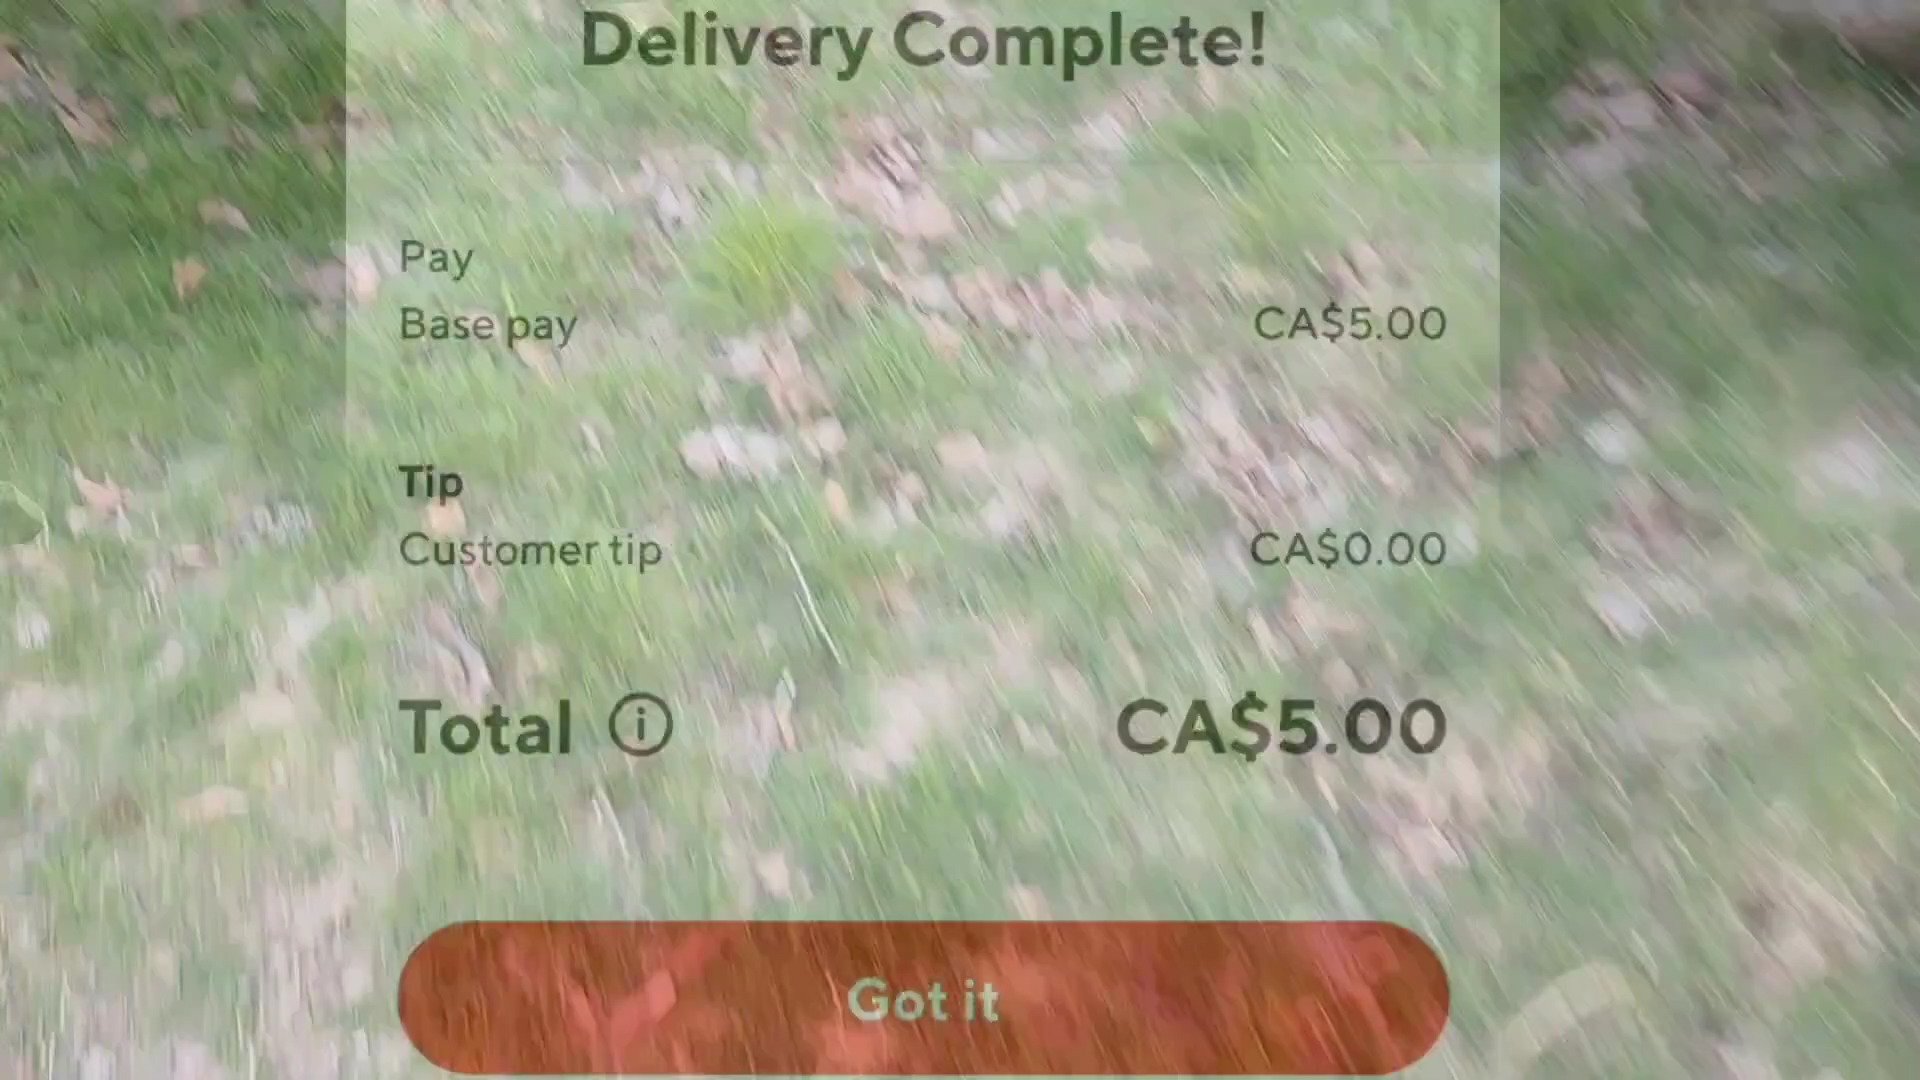 Delivery Complete!
Pay
Base pay CA$5.00
Tip
Customer tip CA$0.00
Total CA$5.00
Got it